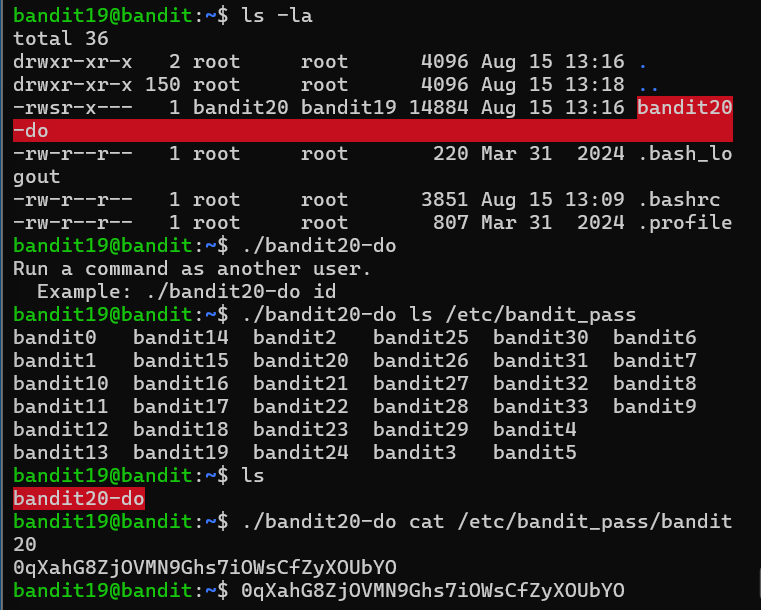 bandit19@bandit:~$ ls -la
total 36
drwxr-xr-x   2 root     root      4096 Aug 15 13:16 .
drwxr-xr-x 150 root     root      4096 Aug 15 13:18 ..
-rwsr-x---   1 bandit20 bandit19 14884 Aug 15 13:16 bandit20
-do
-rw-r--r--   1 root     root       220 Mar 31  2024 .bash_lo
gout
-rw-r--r--   1 root     root      3851 Aug 15 13:09 .bashrc
-rw-r--r--   1 root     root       807 Mar 31  2024 .profile
bandit19@bandit:~$ ./bandit20-do
Run a command as another user.
  Example: ./bandit20-do id
bandit19@bandit:~$ ./bandit20-do ls /etc/bandit_pass
bandit0   bandit14  bandit2   bandit25  bandit30  bandit6
bandit1   bandit15  bandit20  bandit26  bandit31  bandit7
bandit10  bandit16  bandit21  bandit27  bandit32  bandit8
bandit11  bandit17  bandit22  bandit28  bandit33  bandit9
bandit12  bandit18  bandit23  bandit29  bandit4
bandit13  bandit19  bandit24  bandit3   bandit5
bandit19@bandit:~$ ls
bandit20-do
bandit19@bandit:~$ ./bandit20-do cat /etc/bandit_pass/bandit
20
0qXahG8ZjOVMN9Ghs7iOWsCfZyXOUbYO
bandit19@bandit:~$ 0qXahG8ZjOVMN9Ghs7iOWsCfZyXOUbYO